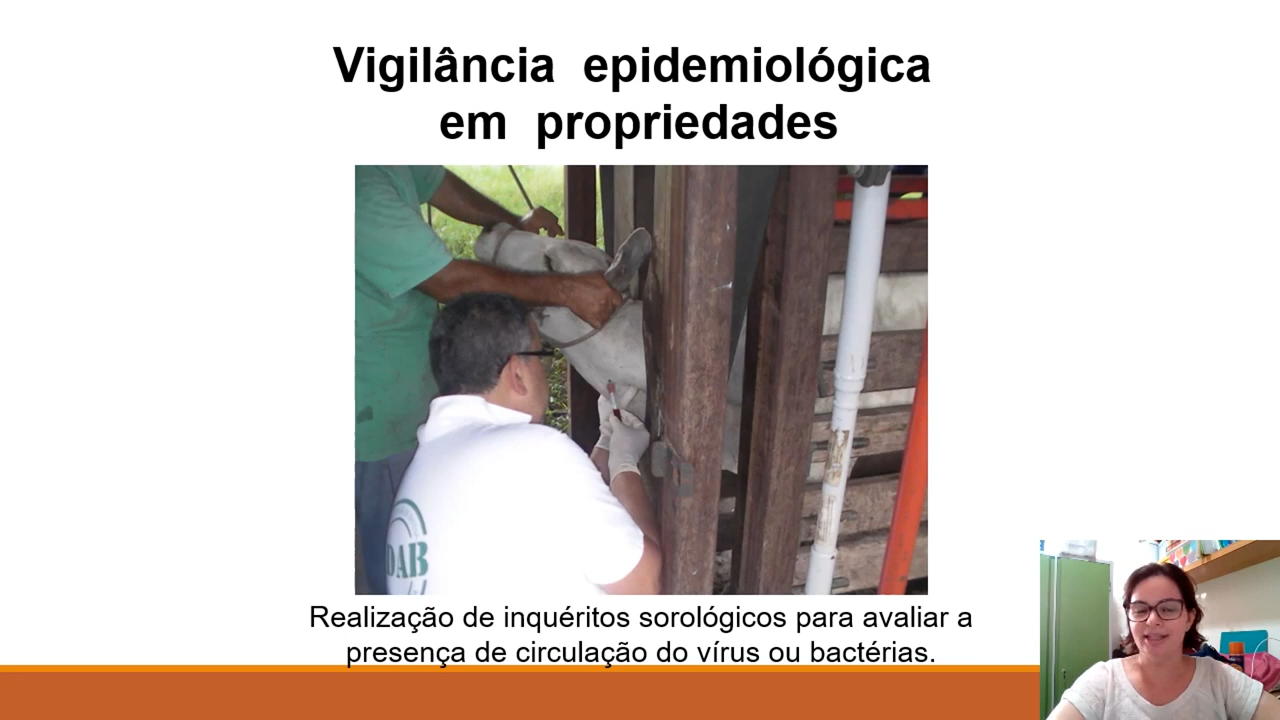 Vigilância epidemiológica
em propriedades
DAB
Realização de inquéritos sorológicos para avaliar a
presença de circulação do vírus ou bactérias.